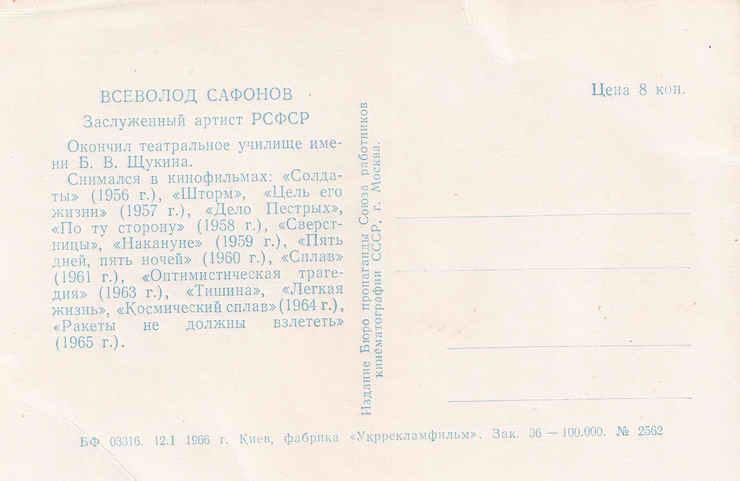 ВСЕВОЛОД САФОНОВ
Заслуженный артист РСФСР
Окончил театральное училище име-
ни Б. В. Щукина.
Снимался в кинофильмах: «Солда-
ты» (1956 г.), «Шторм», «Цель его
жизни» (1957 г.), «Дело Пестрых»,
«По ту сторону» (1958 г.), «Сверст-
ницы», «Накануне» (1959 г.), «Пять
дней, пять ночей» (1960 г.), «Сплав»
(1961 г.), «Оптимистическая траге-
дия» (1963 г.), «Тишина», «Легкая
жизнь», «Космический сплав» (1964 г.),
«Ракеты не должны взлететь»
(1965 г.).
Издание Бюро пропаганды Союза работников
кинематографии СССР, г. Москва.
Цена 8 коп.
БФ 03316. 12.I 1966 г. Киев, фабрика «Укррекламфильм». Зак. 36 — 100.000. № 2562